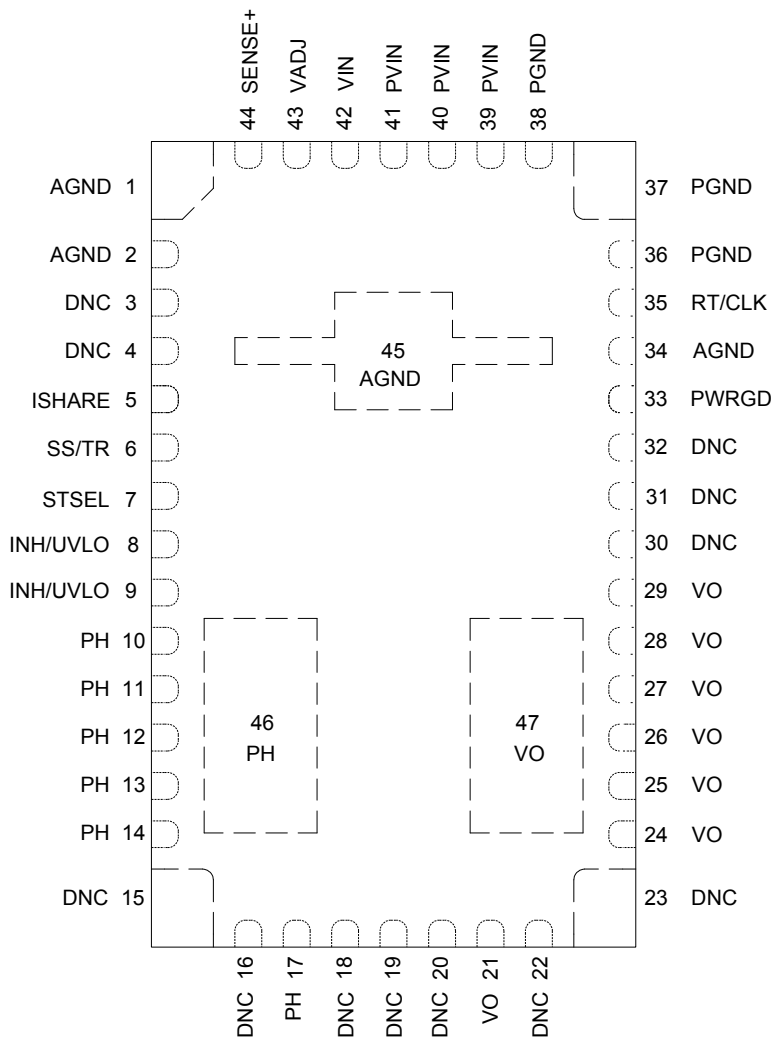 44 SENSE+
43 VADJ
42 VIN
41 PVIN
40 PVIN
39 PVIN
38 PGND
AGND 1
AGND 2
DNC 3
DNC 4
ISHARE 5
SS/TR 6
STSEL 7
INH/UVLO 8
INH/UVLO 9
PH 10
PH 11
PH 12
PH 13
PH 14
DNC 15
45
AGND
46
PH
47
VO
37 PGND
36 PGND
35 RT/CLK
34 AGND
33 PWRGD
32 DNC
31 DNC
30 DNC
29 VO
28 VO
27 VO
26 VO
25 VO
24 VO
23 DNC
DNC 16
PH 17
DNC 18
DNC 19
DNC 20
VO 21
DNC 22